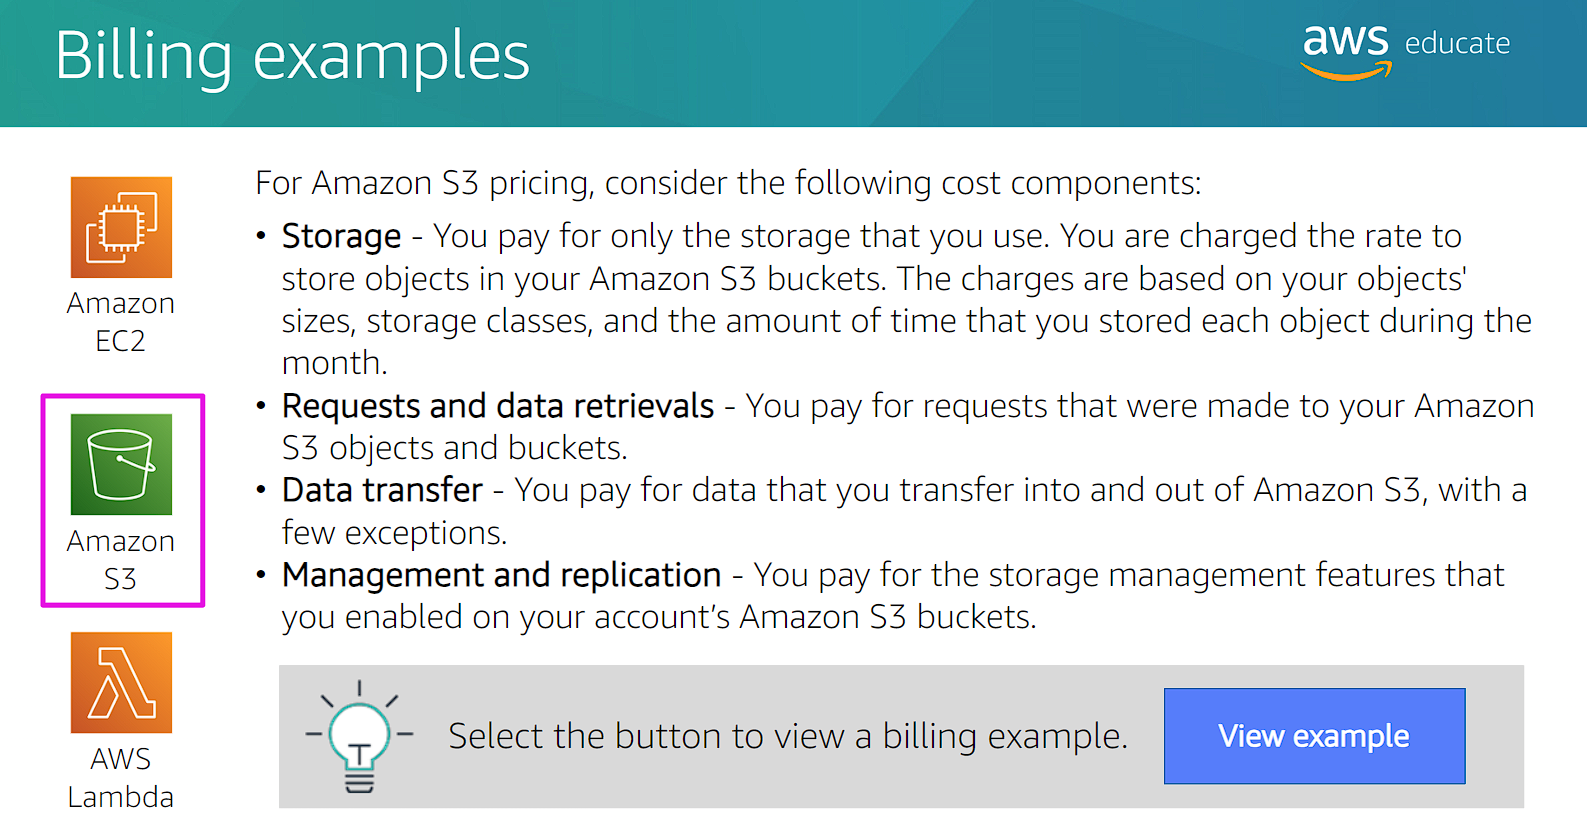 Billing examples
aws educate
Amazon
EC2
Amazon
S3
AWS
Lambda
For Amazon S3 pricing, consider the following cost components:
• Storage - You pay for only the storage that you use. You are charged the rate to
store objects in your Amazon S3 buckets. The charges are based on your objects'
sizes, storage classes, and the amount of time that you stored each object during the
month.
• Requests and data retrievals - You pay for requests that were made to your Amazon
S3 objects and buckets.
• Data transfer - You pay for data that you transfer into and out of Amazon S3, with a
few exceptions.
• Management and replication - You pay for the storage management features that
you enabled on your account’s Amazon S3 buckets.
Select the button to view a billing example.
View example